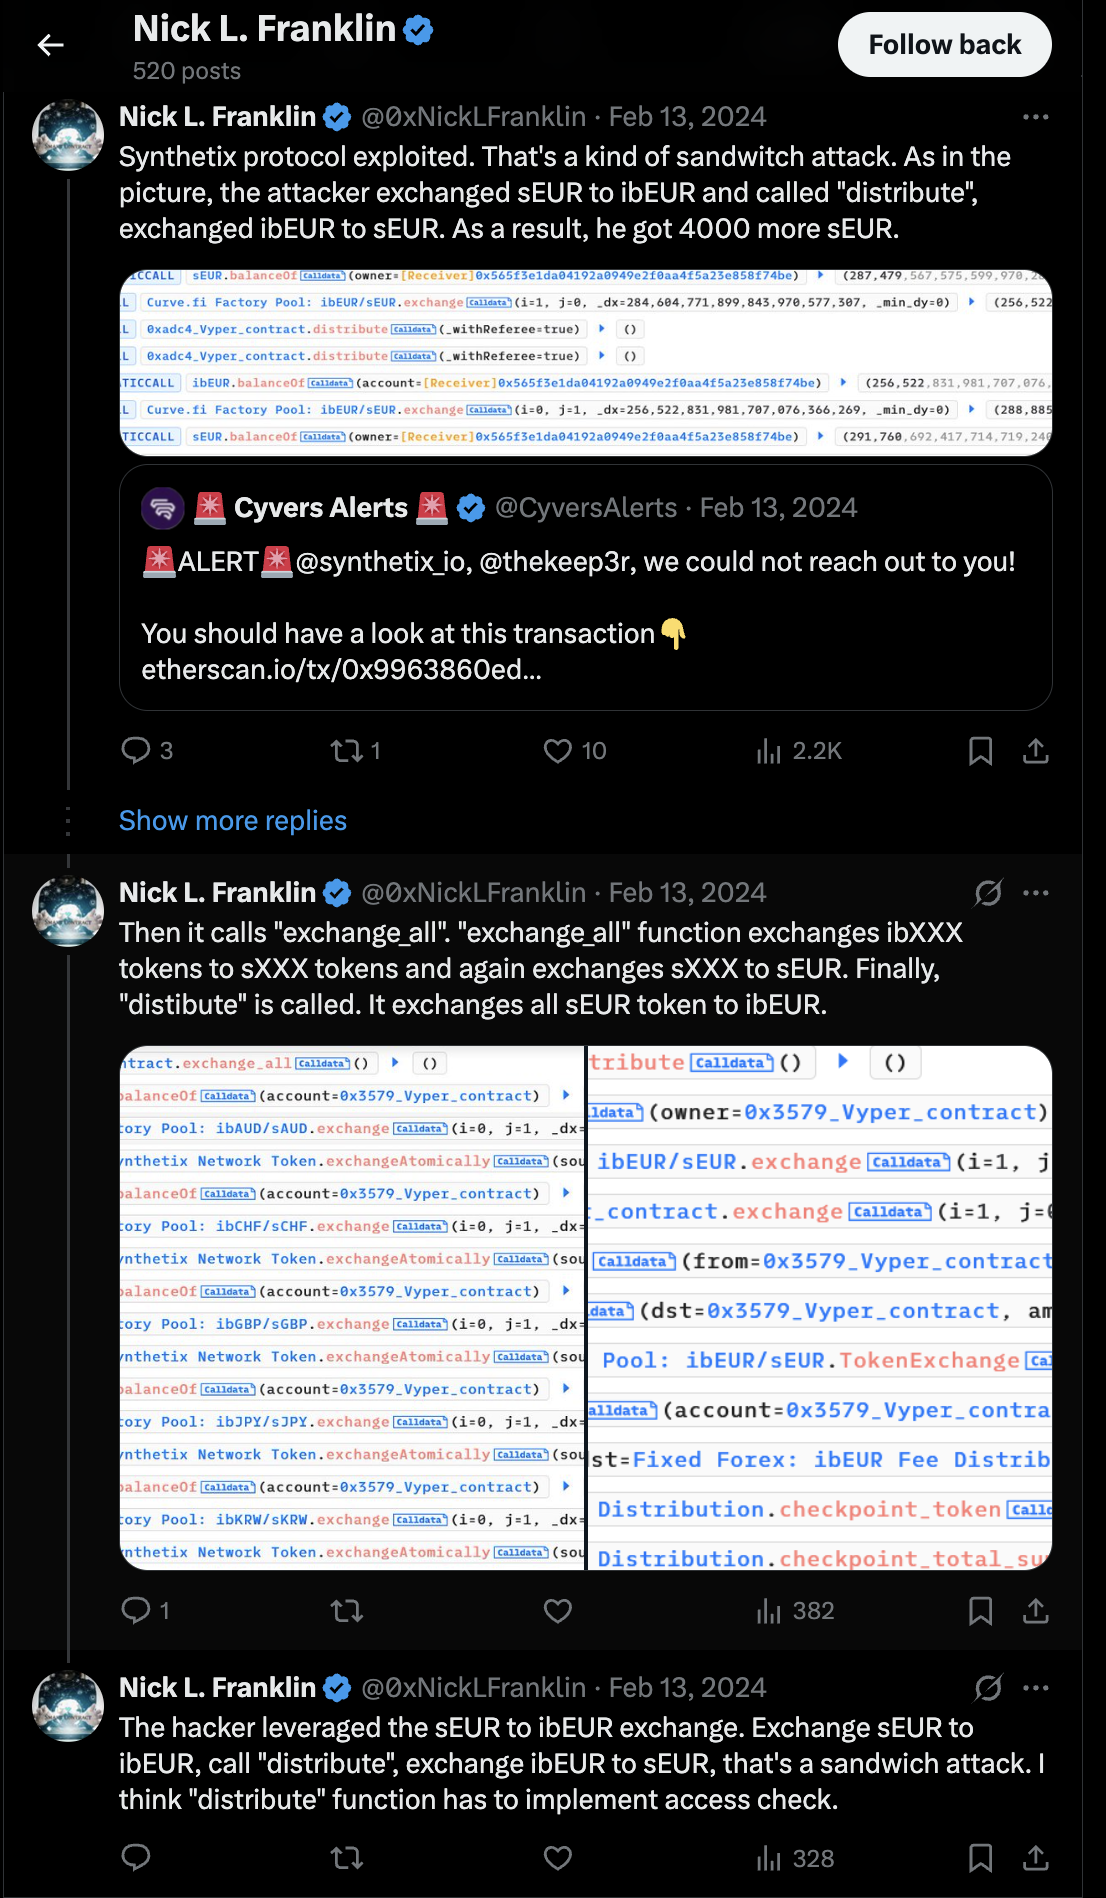 Nick L. Franklin
520 posts
Follow back
Nick L. Franklin @0xNickLFranklin · Feb 13, 2024
Synthetix protocol exploited. That's a kind of sandwitch attack. As in the
picture, the attacker exchanged sEUR to ibEUR and called "distribute",
exchanged ibEUR to sEUR. As a result, he got 4000 more sEUR.
ICCALL sEUR.balanceOf Calldata (owner=[Receiver]0x565f3e1da04192a0949e2f0aa4f5a23e858f74be) (287,479,567,575,599,970,2
L Curve.fi Factory Pool: ibEUR/sEUR.exchange Calldata (i=1, j=0, _dx=284,604,771,899,843,970,577,307, _min_dy=0) (256,522
L 0xadc4_Vyper_contract.distribute Calldata (_withReferee=true) ()
L 0xadc4_Vyper_contract.distribute Calldata (_withReferee=true) ()
TICCALL ibEUR.balanceOf Calldata (account=[Receiver]0x565f3e1da04192a0949e2f0aa4f5a23e858f74be) (256,522,831,981,707,076,
L Curve.fi Factory Pool: ibEUR/sEUR.exchange Calldata (i=0, j=1, _dx=256,522,831,981,707,076,366,269, _min_dy=0) (288,885
TICCALL sEUR.balanceOf Calldata (owner=[Receiver]0x565f3e1da04192a0949e2f0aa4f5a23e858f74be) (291,760,692,417,714,719,240
🚨 Cyvers Alerts 🚨 @CyversAlerts · Feb 13, 2024
🚨ALERT🚨@synthetix_io, @thekeep3r, we could not reach out to you!
You should have a look at this transaction👇
etherscan.io/tx/0x9963860ed…
3 1 10 2.2K
Show more replies
Nick L. Franklin @0xNickLFranklin · Feb 13, 2024
Then it calls "exchange_all". "exchange_all" function exchanges ibXXX
tokens to sXXX tokens and again exchanges sXXX to sEUR. Finally,
"distibute" is called. It exchanges all sEUR token to ibEUR.
ntract.exchange_all Calldata () ()
balanceOf Calldata (account=0x3579_Vyper_contract)
tory Pool: ibAUD/sAUD.exchange Calldata (i=0, j=1, _dx=
ynthetix Network Token.exchangeAtomically Calldata (sou
balanceOf Calldata (account=0x3579_Vyper_contract)
tory Pool: ibCHF/sCHF.exchange Calldata (i=0, j=1, _dx=
ynthetix Network Token.exchangeAtomically Calldata (sou
balanceOf Calldata (account=0x3579_Vyper_contract)
tory Pool: ibGBP/sGBP.exchange Calldata (i=0, j=1, _dx=
ynthetix Network Token.exchangeAtomically Calldata (sou
balanceOf Calldata (account=0x3579_Vyper_contract)
tory Pool: ibJPY/sJPY.exchange Calldata (i=0, j=1, _dx=
ynthetix Network Token.exchangeAtomically Calldata (sou
balanceOf Calldata (account=0x3579_Vyper_contract)
tory Pool: ibKRW/sKRW.exchange Calldata (i=0, j=1, _dx=
ynthetix Network Token.exchangeAtomically Calldata (sou
tribute Calldata () ()
lldata (owner=0x3579_Vyper_contract)
ibEUR/sEUR.exchange Calldata (i=1, j
r_contract.exchange Calldata (i=1, j=0
Calldata (from=0x3579_Vyper_contract
data (dst=0x3579_Vyper_contract, am
Pool: ibEUR/sEUR.TokenExchange Cal
alldata (account=0x3579_Vyper_contra
dst=Fixed Forex: ibEUR Fee Distrib
Distribution.checkpoint_token Callc
Distribution.checkpoint_total_su
1 382
Nick L. Franklin @0xNickLFranklin · Feb 13, 2024
The hacker leveraged the sEUR to ibEUR exchange. Exchange sEUR to
ibEUR, call "distribute", exchange ibEUR to sEUR, that's a sandwich attack. I
think "distribute" function has to implement access check.
328